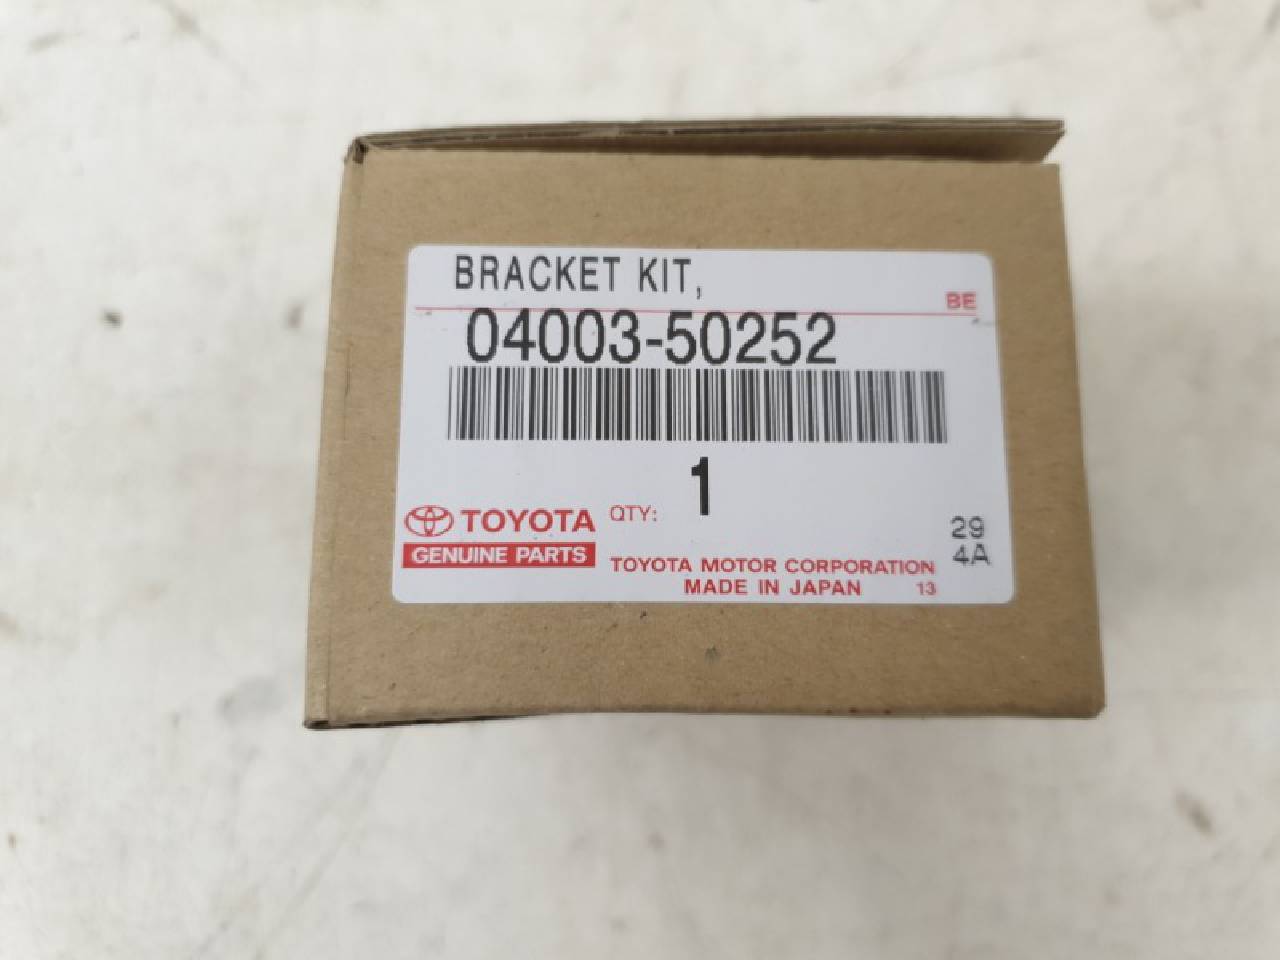 BRACKET KIT,
BE
04003-50252
1
TOYOTA QTY:
29
GENUINE PARTS
4A
TOYOTA MOTOR CORPORATION
MADE IN JAPAN 13